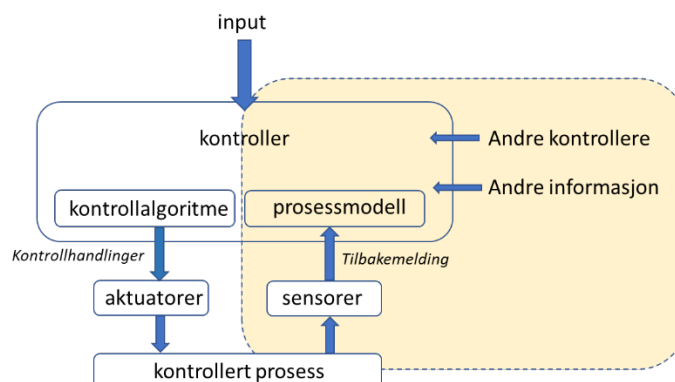 input
kontroller
Andre kontrollere
Andre informasjon
kontrollalgoritme
prosessmodell
Kontrollhandlinger
Tilbakemelding
aktuatorer
sensorer
kontrollert prosess